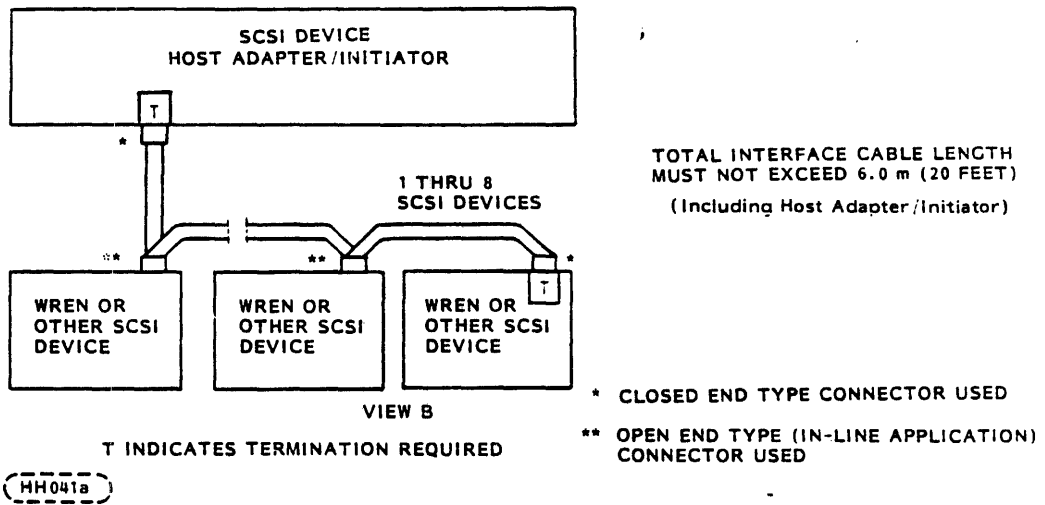 SCSI DEVICE
HOST ADAPTER/INITIATOR
T
*
TOTAL INTERFACE CABLE LENGTH
MUST NOT EXCEED 6.0 m (20 FEET)
(Including Host Adapter/Initiator)
1 THRU 8
SCSI DEVICES
**
**
*
T
WREN OR
OTHER SCSI
DEVICE
WREN OR
OTHER SCSI
DEVICE
WREN OR
OTHER SCSI
DEVICE
VIEW B
T INDICATES TERMINATION REQUIRED
* CLOSED END TYPE CONNECTOR USED
** OPEN END TYPE (IN-LINE APPLICATION)
CONNECTOR USED
HH041a